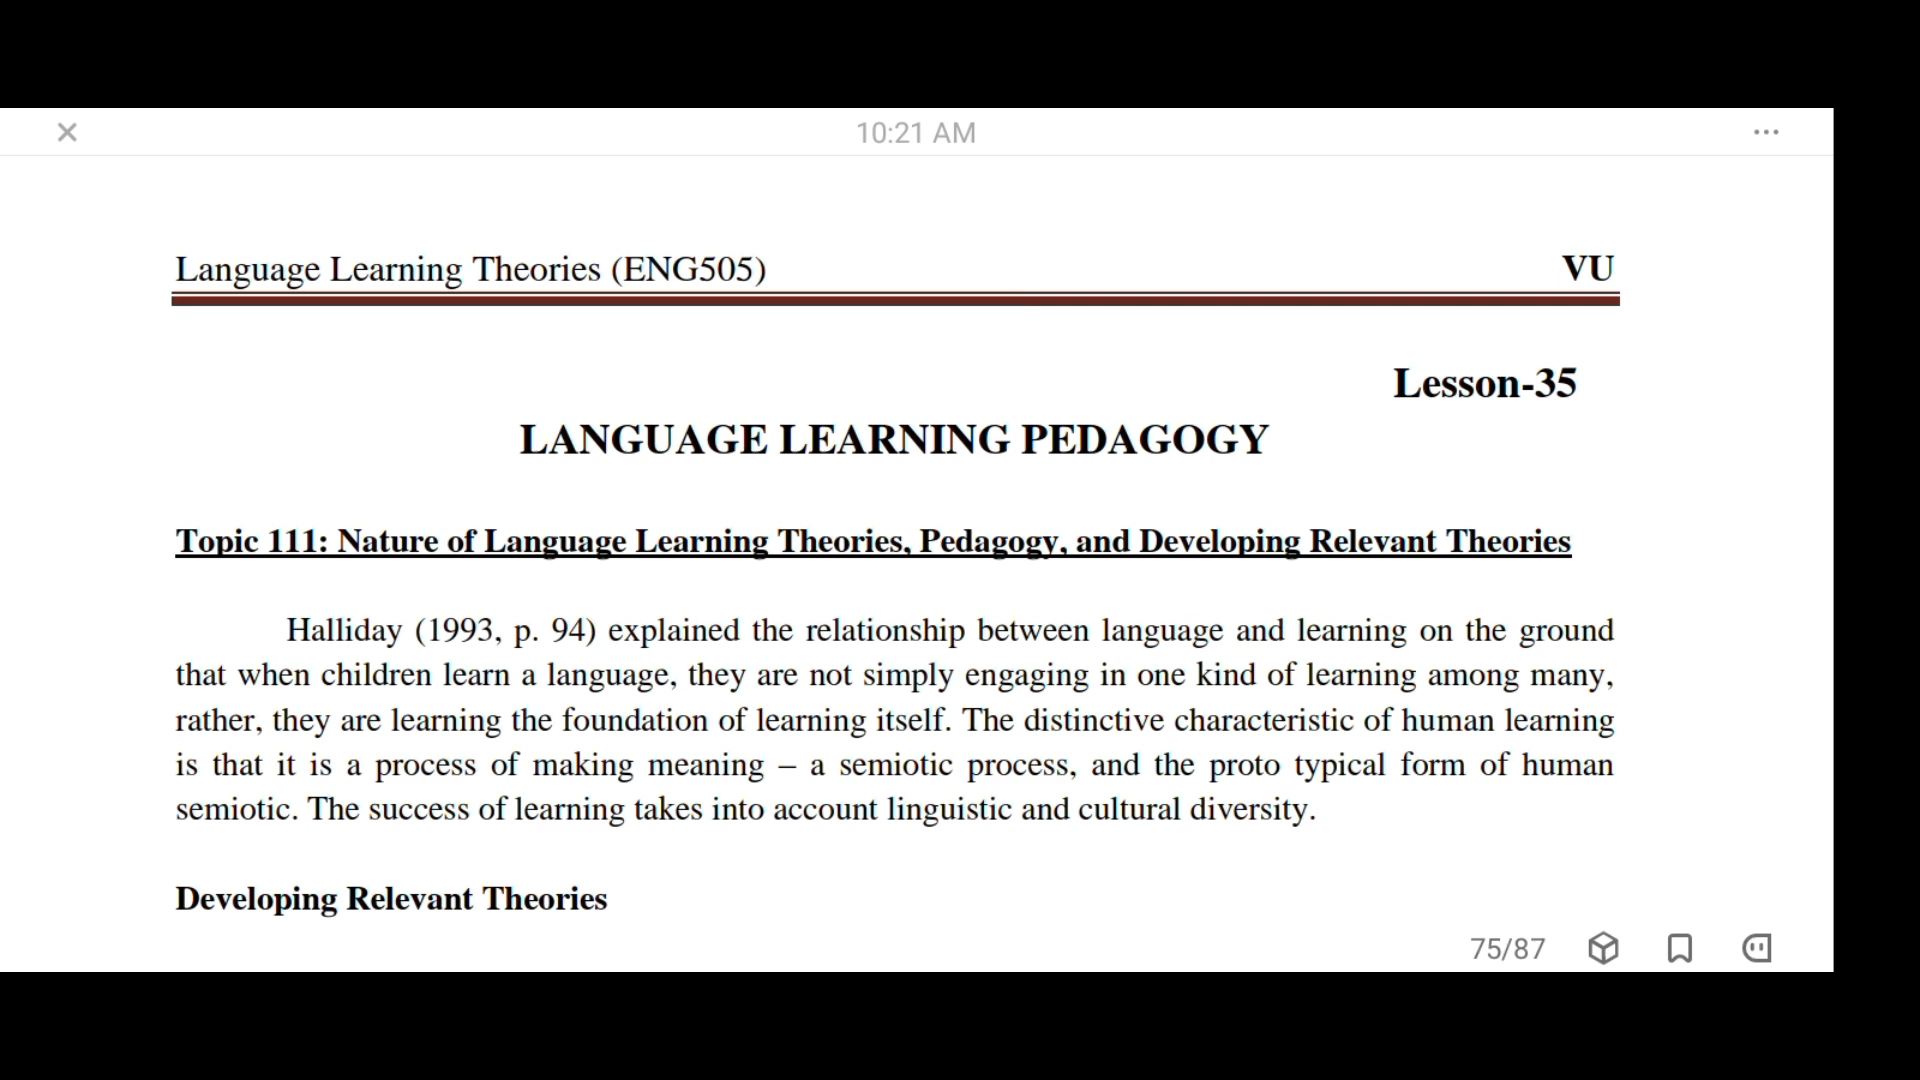 10:21 AM
Language Learning Theories (ENG505) VU
Lesson-35
LANGUAGE LEARNING PEDAGOGY
Topic 111: Nature of Language Learning Theories, Pedagogy, and Developing Relevant Theories
Halliday (1993, p. 94) explained the relationship between language and learning on the ground
that when children learn a language, they are not simply engaging in one kind of learning among many,
rather, they are learning the foundation of learning itself. The distinctive characteristic of human learning
is that it is a process of making meaning – a semiotic process, and the proto typical form of human
semiotic. The success of learning takes into account linguistic and cultural diversity.
Developing Relevant Theories
75/87